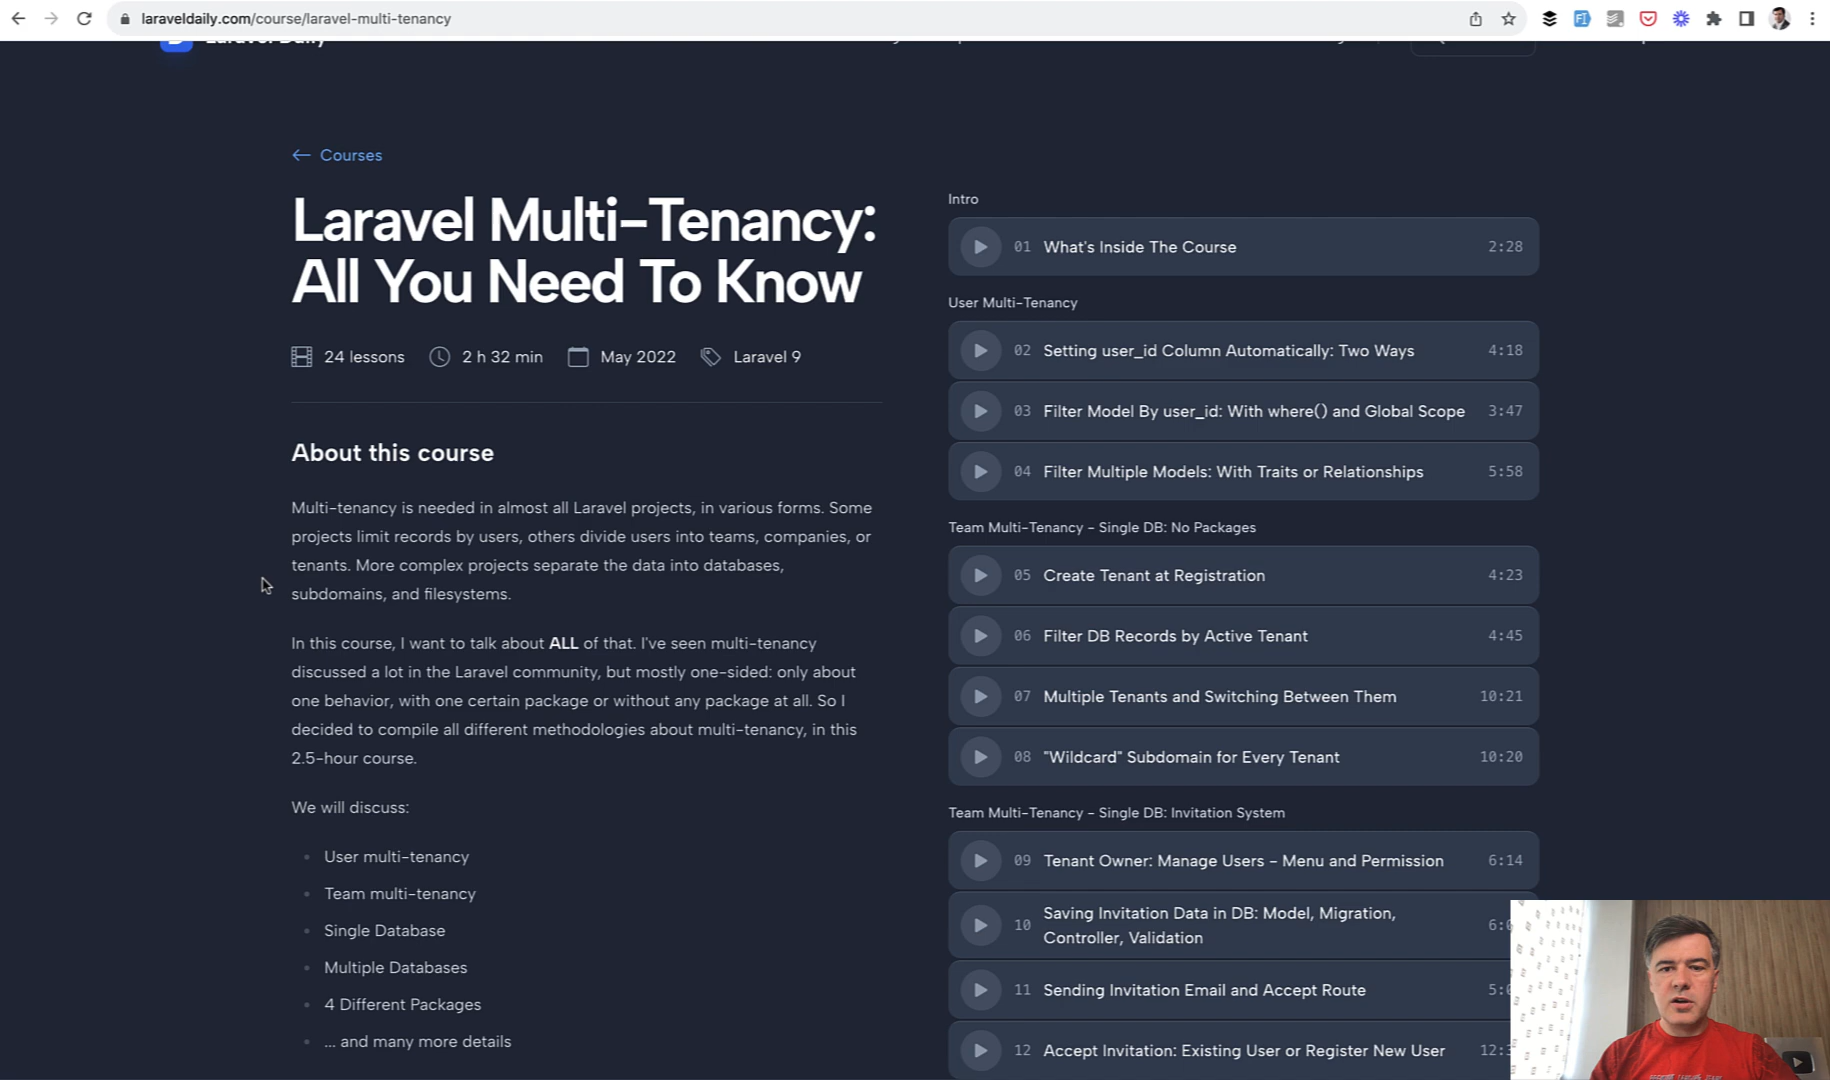 laraveldaily.com/course/laravel-multi-tenancy
Laravel Daily
Courses
Laravel Multi-Tenancy:
All You Need To Know
24 lessons
2 h 32 min
May 2022
Laravel 9
About this course
Multi-tenancy is needed in almost all Laravel projects, in various forms. Some
projects limit records by users, others divide users into teams, companies, or
tenants. More complex projects separate the data into databases,
subdomains, and filesystems.
In this course, I want to talk about ALL of that. I've seen multi-tenancy
discussed a lot in the Laravel community, but mostly one-sided: only about
one behavior, with one certain package or without any package at all. So I
decided to compile all different methodologies about multi-tenancy, in this
2.5-hour course.
We will discuss:
User multi-tenancy
Team multi-tenancy
Single Database
Multiple Databases
4 Different Packages
... and many more details
Intro
01 What's Inside The Course 2:28
User Multi-Tenancy
02 Setting user_id Column Automatically: Two Ways 4:18
03 Filter Model By user_id: With where() and Global Scope 3:47
04 Filter Multiple Models: With Traits or Relationships 5:58
Team Multi-Tenancy - Single DB: No Packages
05 Create Tenant at Registration 4:23
06 Filter DB Records by Active Tenant 4:45
07 Multiple Tenants and Switching Between Them 10:21
08 "Wildcard" Subdomain for Every Tenant 10:20
Team Multi-Tenancy - Single DB: Invitation System
09 Tenant Owner: Manage Users - Menu and Permission 6:14
10 Saving Invitation Data in DB: Model, Migration,
Controller, Validation
11 Sending Invitation Email and Accept Route
12 Accept Invitation: Existing User or Register New User